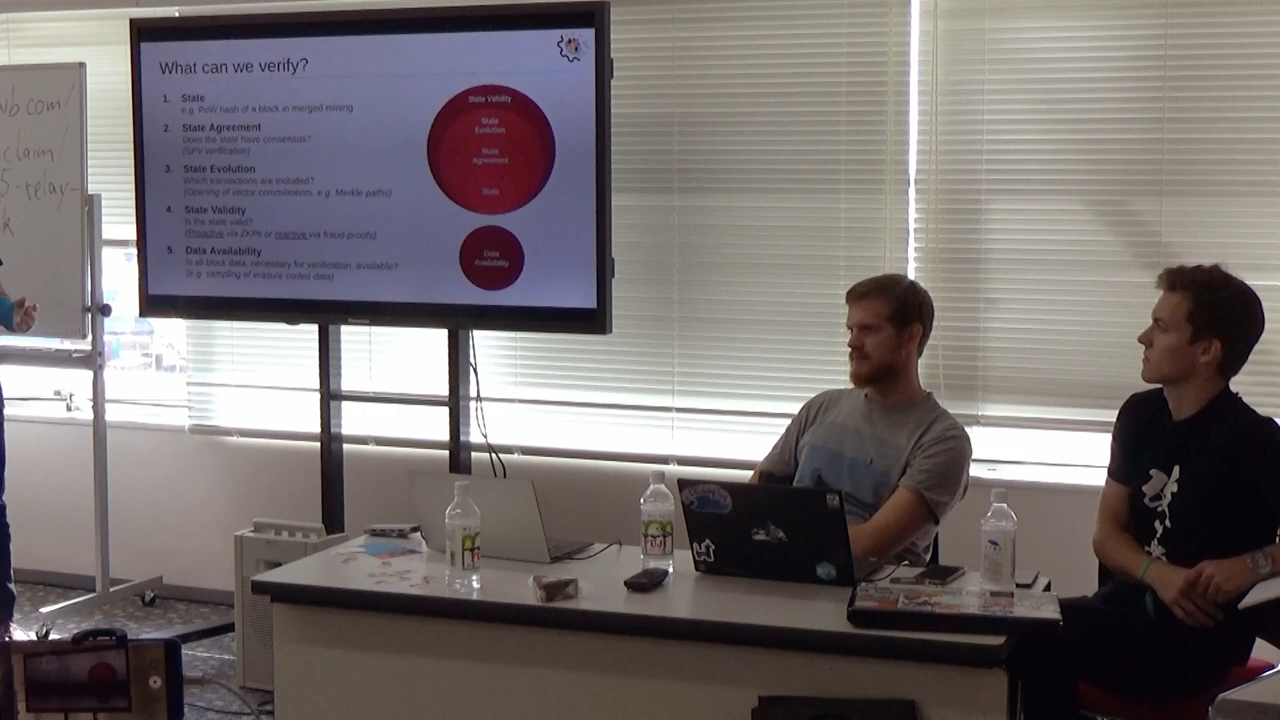 What can we verify?
1. State
e.g. PoW hash of a block in merged mining
2. State Agreement
Does the state have consensus?
(SPV verification)
3. State Evolution
Which transactions are included?
(Opening of vector commitments, e.g. Merkle paths)
4. State Validity
Is the state valid?
(Proactive via ZKPs or reactive via fraud-proofs)
5. Data Availability
Is all block data, necessary for verification, available?
(e.g. sampling of erasure coded data)
State Validity
State
Evolution
State
Agreement
State
Data
Availability
com/
claim
5-relay-
k